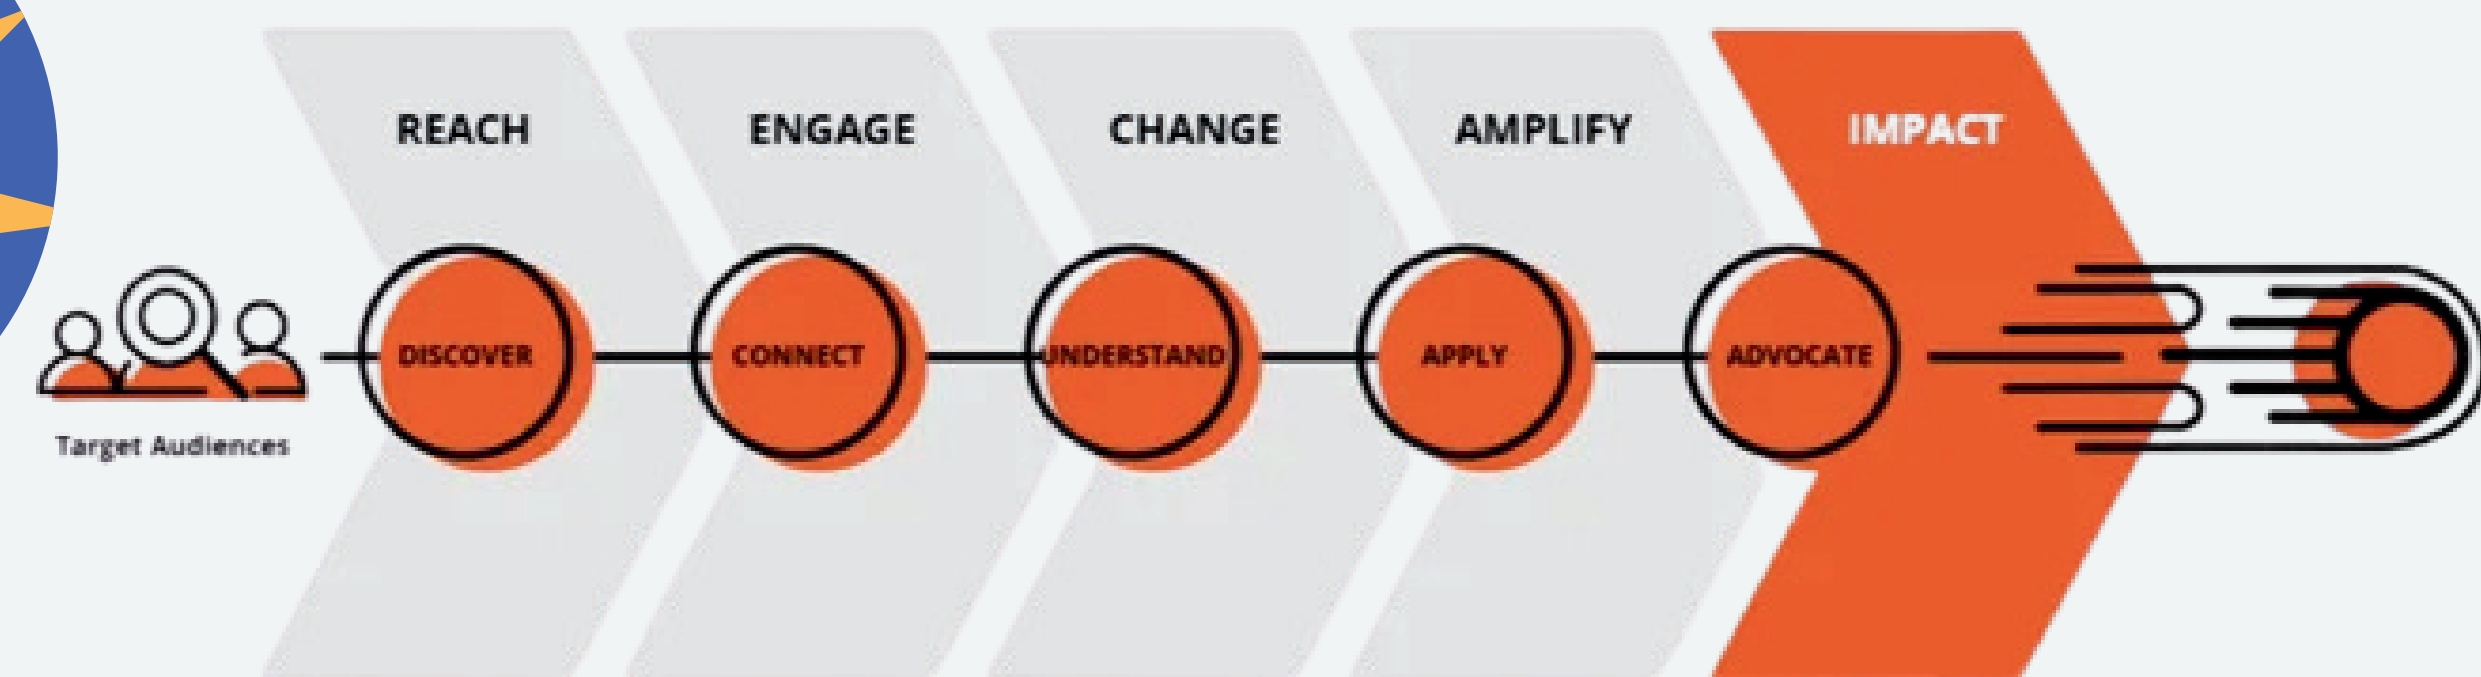 REACH
ENGAGE
CHANGE
AMPLIFY
IMPACT
DISCOVER
CONNECT
UNDERSTAND
APPLY
ADVOCATE
Target Audiences